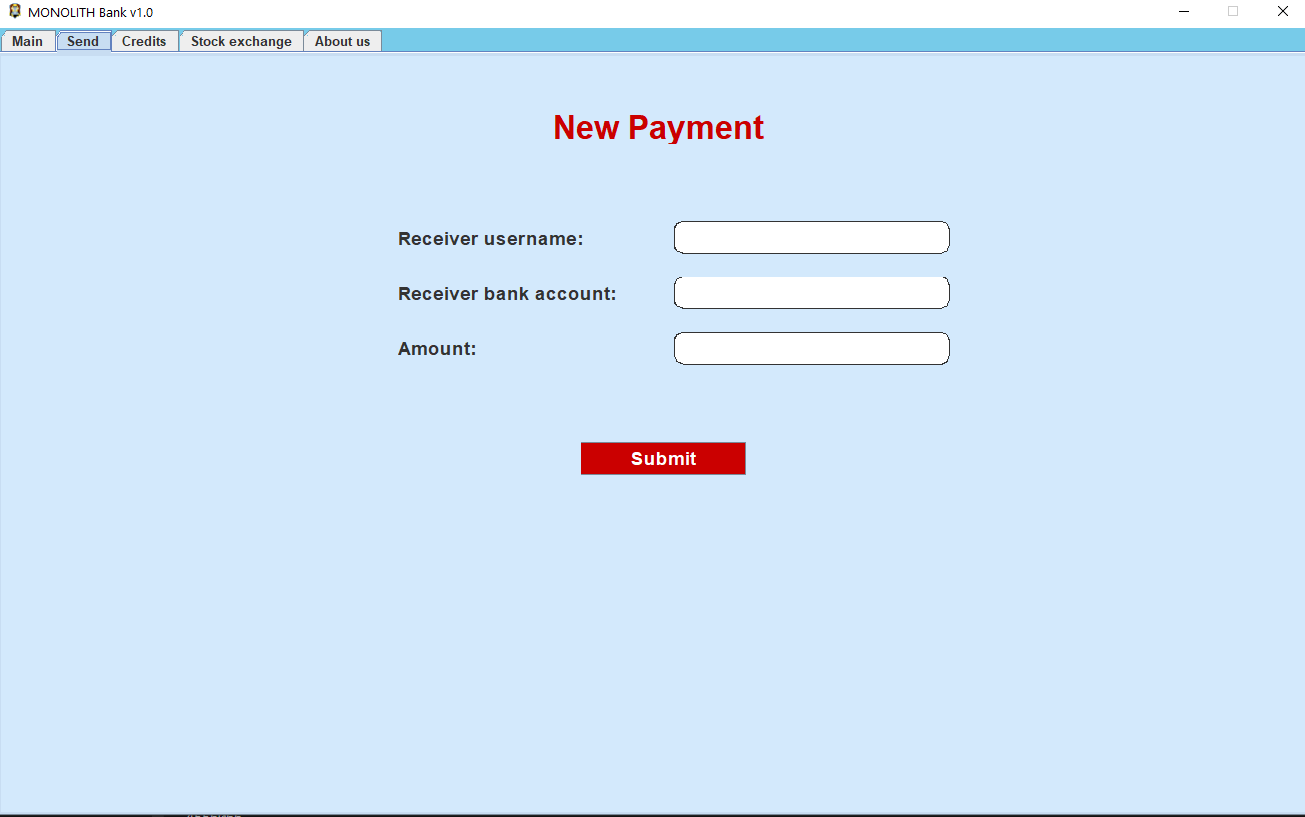 MONOLITH Bank v1.0
Main Send Credits Stock exchange About us
New Payment
Receiver username:
Receiver bank account:
Amount:
Submit